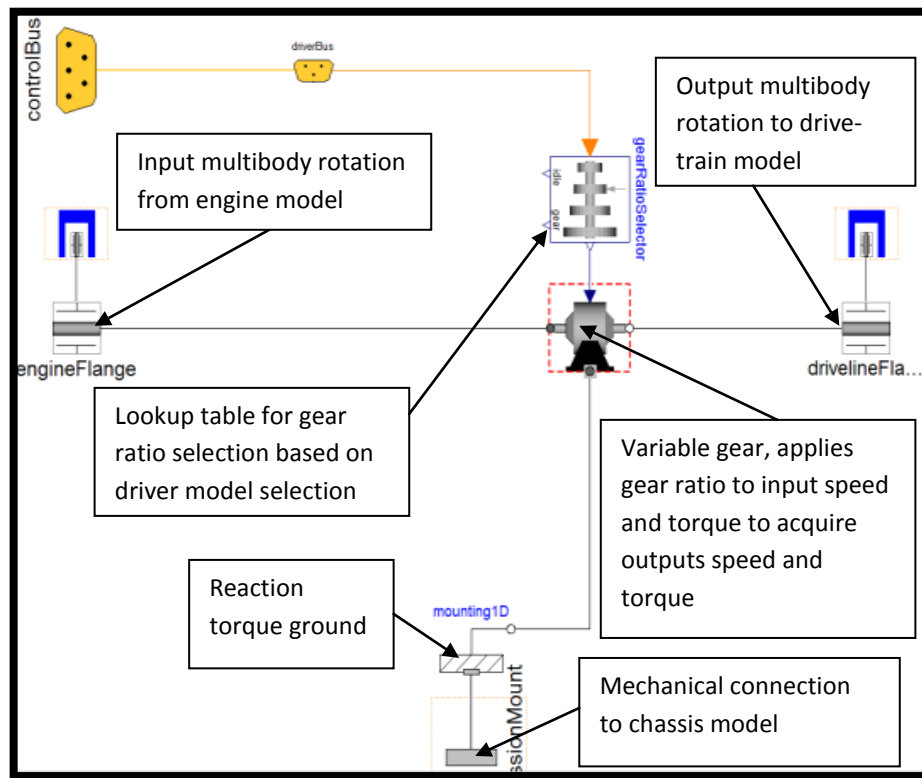 controlBus
driverBus
Input multibody rotation
from engine model
Output multibody
rotation to drive-
train model
idle
gear
gearRatioSelector
engineFlange
drivelineFla...
Lookup table for gear
ratio selection based on
driver model selection
Variable gear, applies
gear ratio to input speed
and torque to acquire
outputs speed and
torque
Reaction
torque ground
mounting1D
ssionMount
Mechanical connection
to chassis model